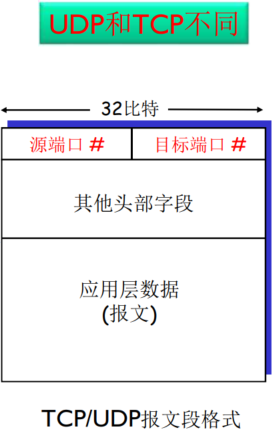 UDP和TCP不同
32比特
源端口 #
目标端口 #
其他头部字段
应用层数据
(报文)
TCP/UDP报文段格式